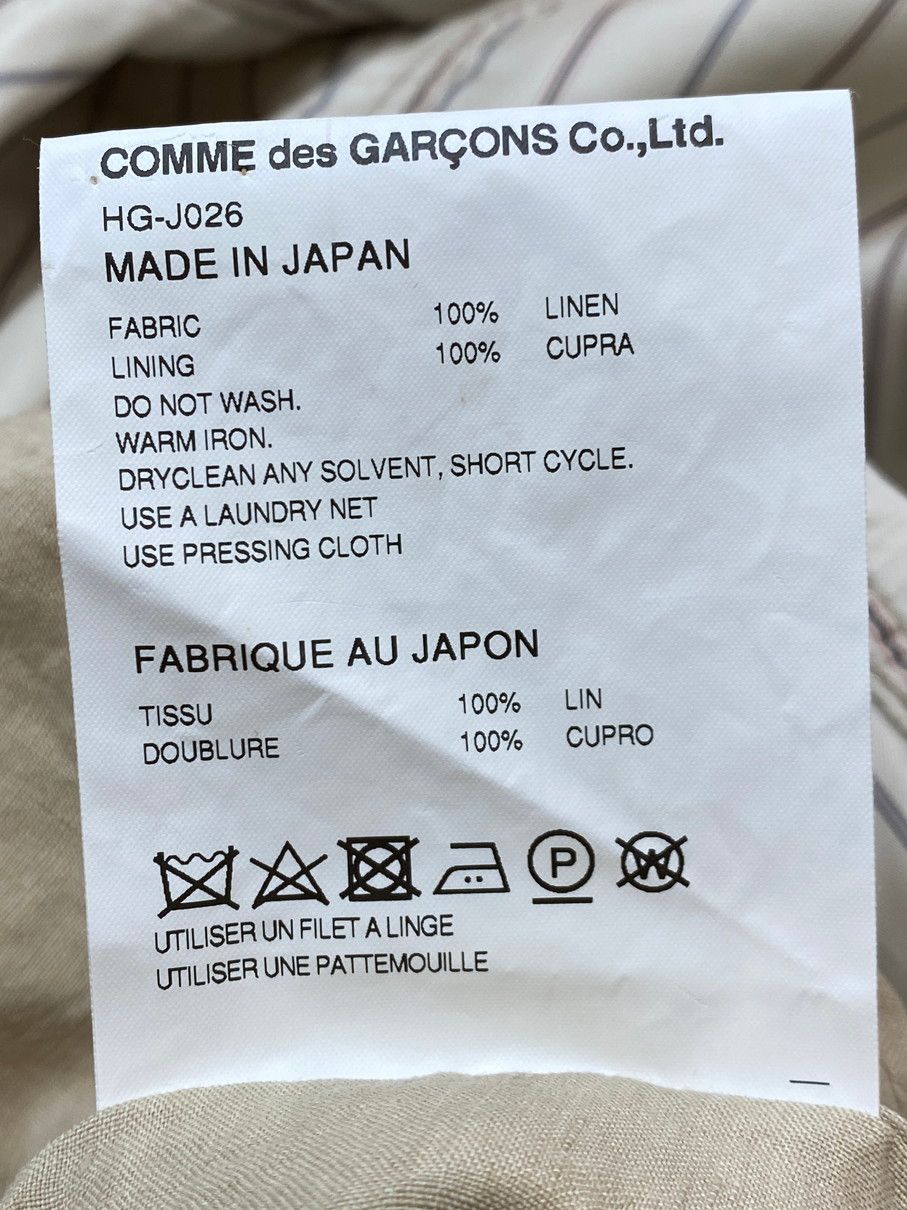 COMME des GARÇONS Co.,Ltd.
HG-J026
MADE IN JAPAN
FABRIC 100% LINEN
LINING 100% CUPRA
DO NOT WASH.
WARM IRON.
DRYCLEAN ANY SOLVENT, SHORT CYCLE.
USE A LAUNDRY NET
USE PRESSING CLOTH
FABRIQUE AU JAPON
TISSU 100% LIN
DOUBLURE 100% CUPRO
P W
UTILISER UN FILET A LINGE
UTILISER UNE PATTEMOUILLE